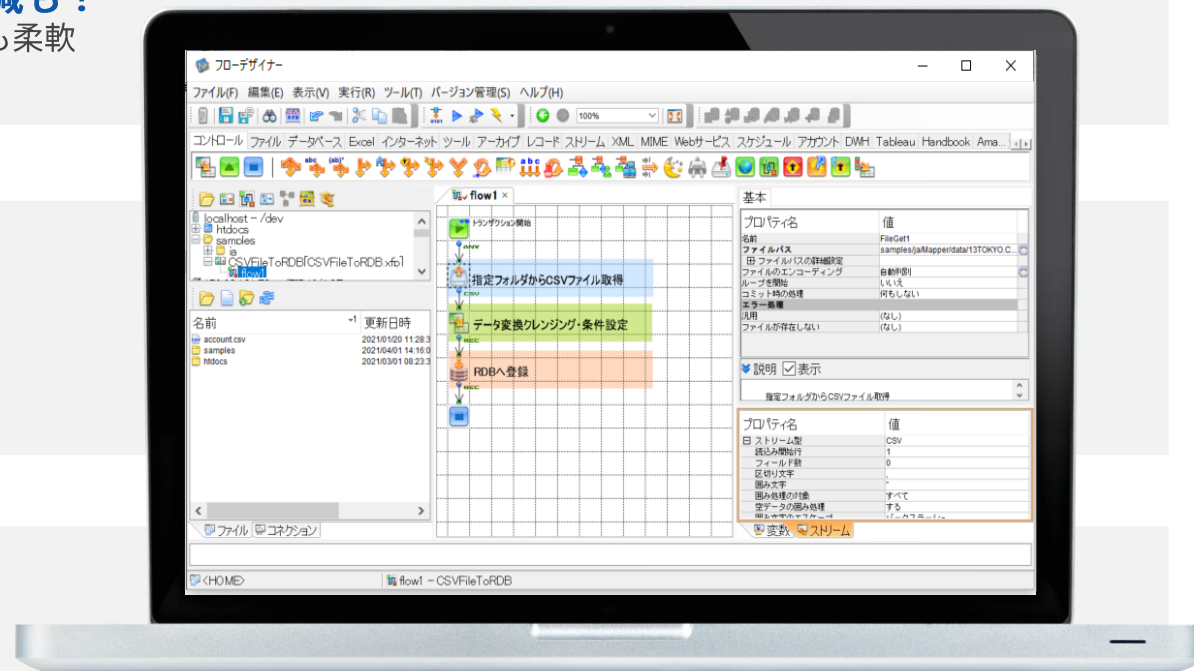 減も!
も柔軟
フローデザイナー
ファイル(F) 編集(E) 表示(V) 実行(R) ツール(T) バージョン管理(S) ヘルプ(H)
100%
コントロール ファイル データベース Excel インターネット ツール アーカイブ レコード ストリーム XML MIME Webサービス スケジュール アカウント DWH Tableau Handbook Ama...
localhost - /dev
htdocs
samples
ja
CSVFileToRDB[CSVFileToRDB.xfp]
flow1
名前 更新日時
account.csv 2021/01/20 11:28:3
samples 2021/04/01 14:16:0
htdocs 2021/03/01 08:23:3
ファイル コネクション
flow1 ×
トランザクション開始
ANY
指定フォルダからCSVファイル取得
CSV
データ変換クレンジング・条件設定
REC
RDBへ登録
REC
基本
プロパティ名 値
名前 FileGet1
ファイルパス samples/ja/Mapper/data/13TOKYO.C...
ファイルパスの詳細設定
ファイルのエンコーディング 自動判別
ループを開始 いいえ
コミット時の処理 何もしない
エラー処理
汎用 (なし)
ファイルが存在しない (なし)
説明 表示
指定フォルダからCSVファイル取得
プロパティ名 値
ストリーム型 CSV
読込み開始行 1
フィールド数 0
区切り文字 ,
囲み文字 "
囲み処理の対象 すべて
空データの囲み処理 する
変数 ストリーム
<HOME> flow1 - CSVFileToRDB